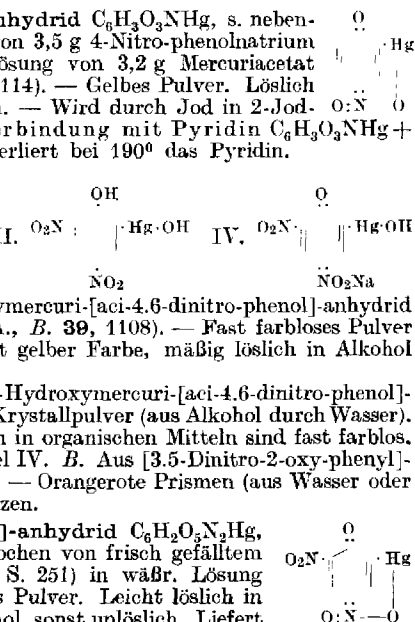 nhydrid C₆H₃O₃NHg, s. neben-
von 3,5 g 4-Nitro-phenolnatrium
ösung von 3,2 g Mercuriacetat
114). — Gelbes Pulver. Löslich
. — Wird durch Jod in 2-Jod-
erbindung mit Pyridin C₆H₃O₃NHg +
erliert bei 190⁰ das Pyridin.
O
Hg
O:N O
OH
I. O₂N Hg·OH
NO₂
O
IV. O₂N Hg·OH
NO₂Na
ymercuri-[aci-4.6-dinitro-phenol]-anhydrid
., B. 39, 1108). — Fast farbloses Pulver
t gelber Farbe, mäßig löslich in Alkohol
-Hydroxymercuri-[aci-4.6-dinitro-phenol]-
Krystallpulver (aus Alkohol durch Wasser).
n in organischen Mitteln sind fast farblos.
el IV. B. Aus [3.5-Dinitro-2-oxy-phenyl]-
— Orangerote Prismen (aus Wasser oder
zen.
]-anhydrid C₆H₂O₅N₂Hg,
ochen von frisch gefälltem
S. 251) in wäßr. Lösung
s Pulver. Leicht löslich in
hol, sonst unlöslich. Liefert
O
O₂N Hg
O:N—O